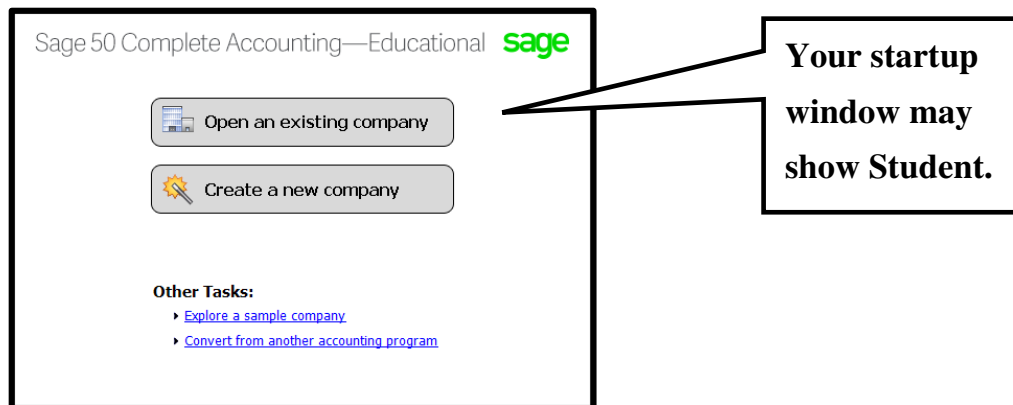 Sage 50 Complete Accounting—Educational sage
Open an existing company
Create a new company
Other Tasks:
Explore a sample company
Convert from another accounting program
Your startup
window may
show Student.